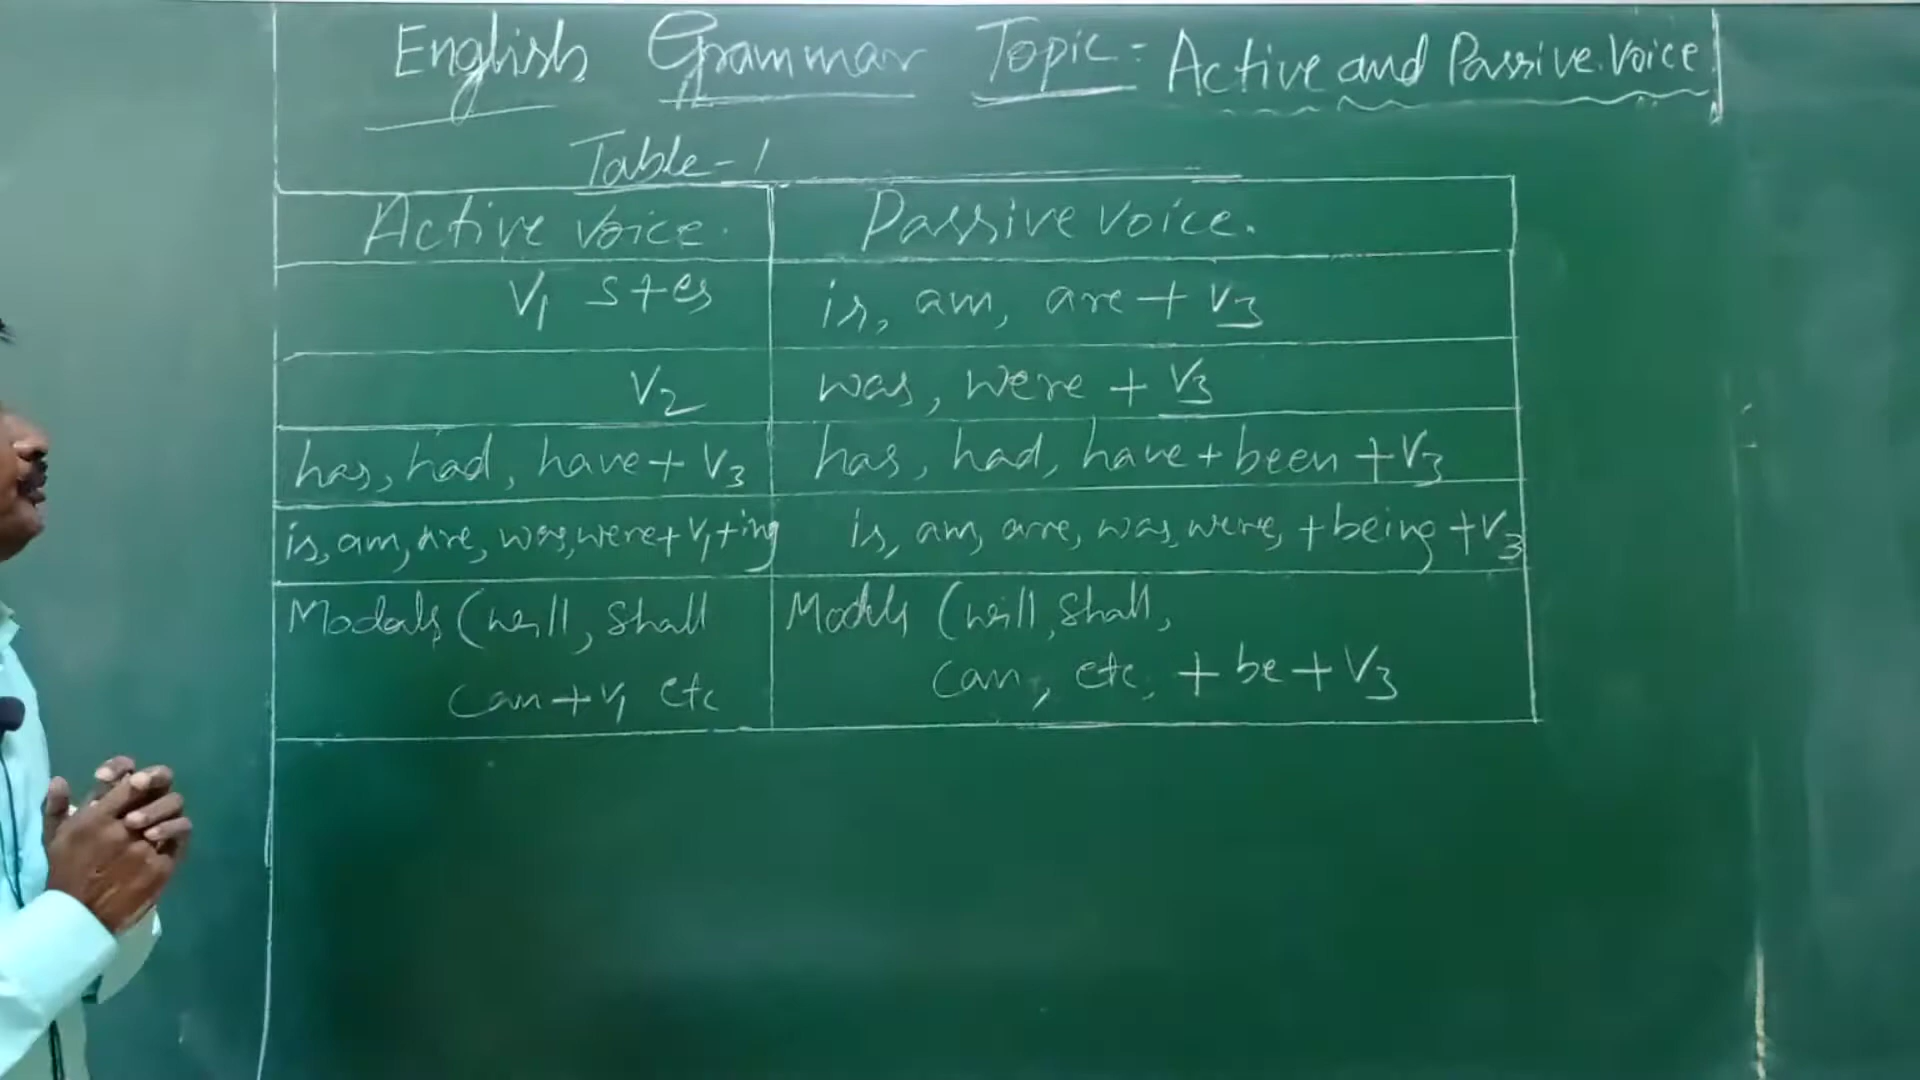 English Grammar Topic:- Active and Passive Voice
Table-1
Active Voice. Passive Voice.
V1 s+es is, am, are + V3
V2 was, were + V3
has, had, have + V3 has, had, have + been + V3
is, am, are, was, were + V1 + ing is, am, are, was, were, + being + V3
Modals (will, shall Modls (will, shall,
can + V1 etc can, etc, + be + V3